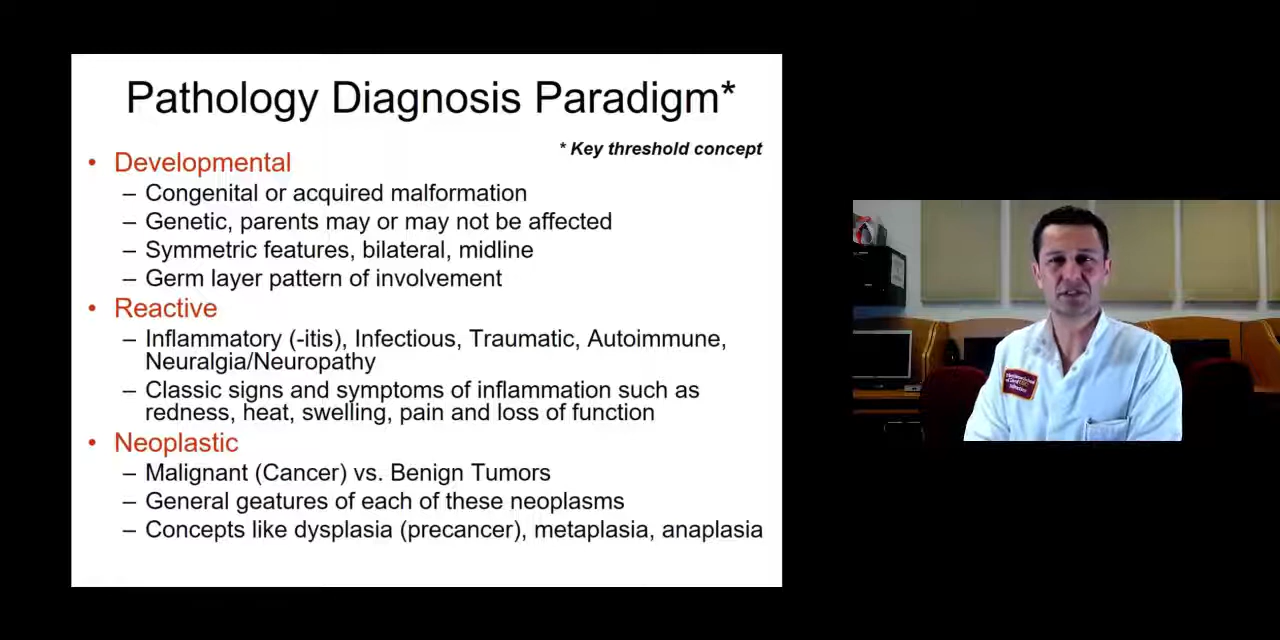 Pathology Diagnosis Paradigm*
* Key threshold concept
• Developmental
– Congenital or acquired malformation
– Genetic, parents may or may not be affected
– Symmetric features, bilateral, midline
– Germ layer pattern of involvement
• Reactive
– Inflammatory (-itis), Infectious, Traumatic, Autoimmune,
Neuralgia/Neuropathy
– Classic signs and symptoms of inflammation such as
redness, heat, swelling, pain and loss of function
• Neoplastic
– Malignant (Cancer) vs. Benign Tumors
– General geatures of each of these neoplasms
– Concepts like dysplasia (precancer), metaplasia, anaplasia